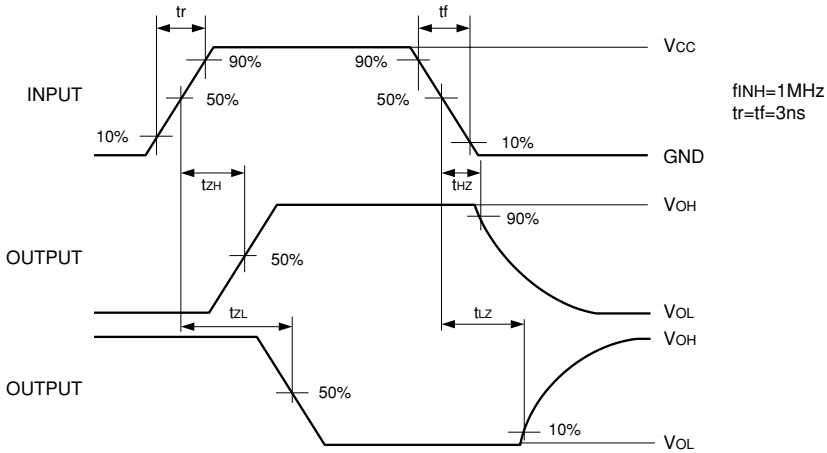 tr
tf
VCC
90%
90%
INPUT
50%
50%
fINH=1MHz
tr=tf=3ns
10%
10%
GND
tZH
tHZ
VOH
90%
OUTPUT
50%
tZL
tLZ
VOL
VOH
OUTPUT
50%
10%
VOL